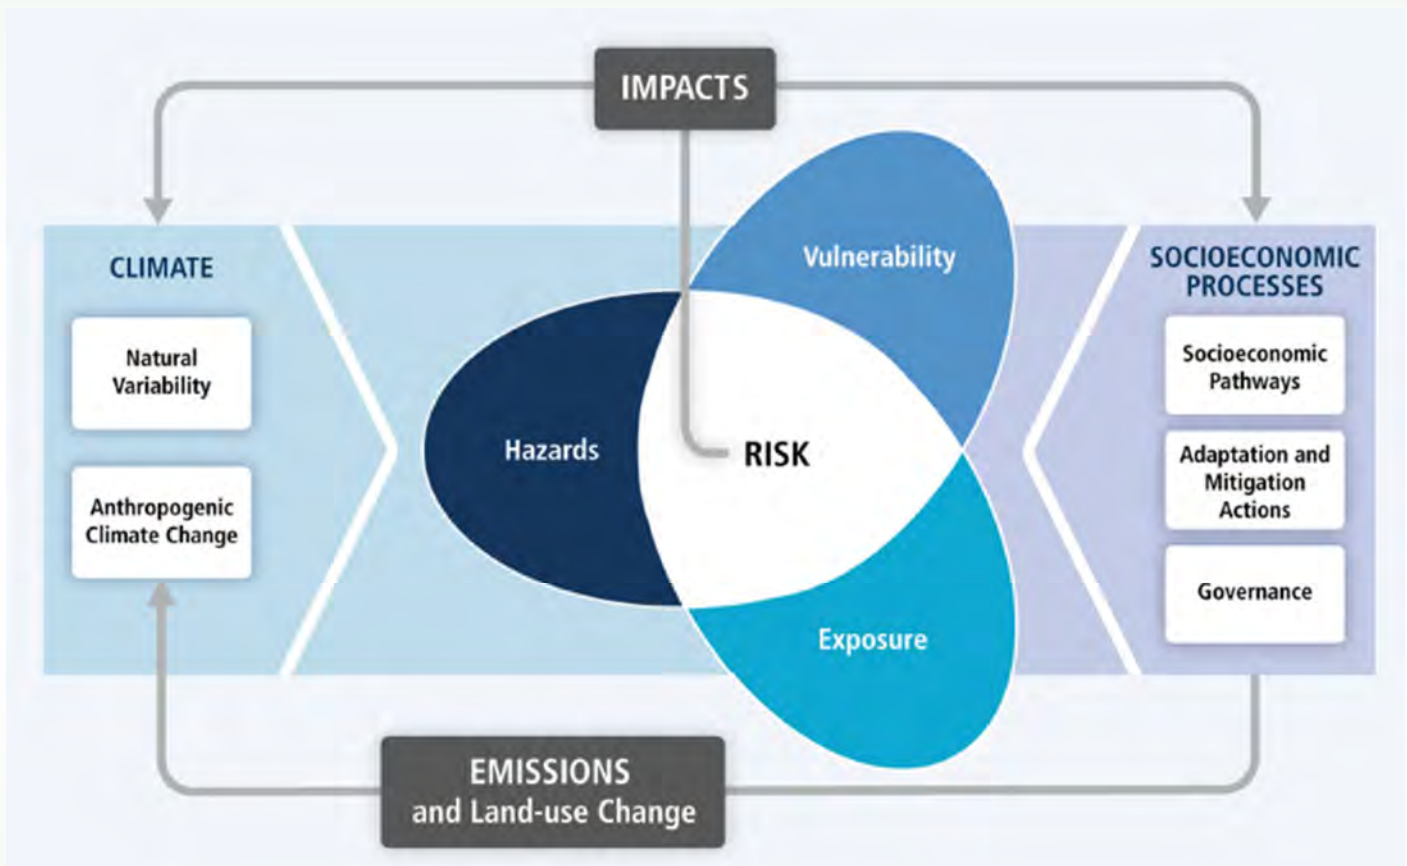 IMPACTS
CLIMATE
Natural
Variability
Anthropogenic
Climate Change
Vulnerability
Hazards
RISK
Exposure
SOCIOECONOMIC
PROCESSES
Socioeconomic
Pathways
Adaptation and
Mitigation
Actions
Governance
EMISSIONS
and Land-use Change